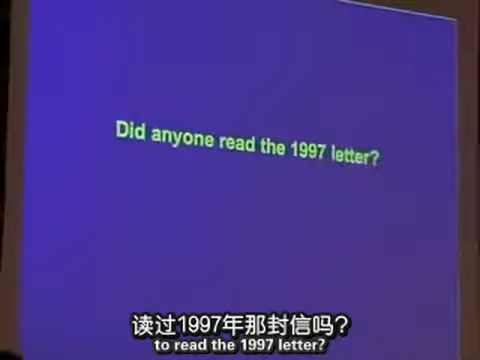 Did anyone read the 1997 letter?
读过1997年那封信吗?
to read the 1997 letter?